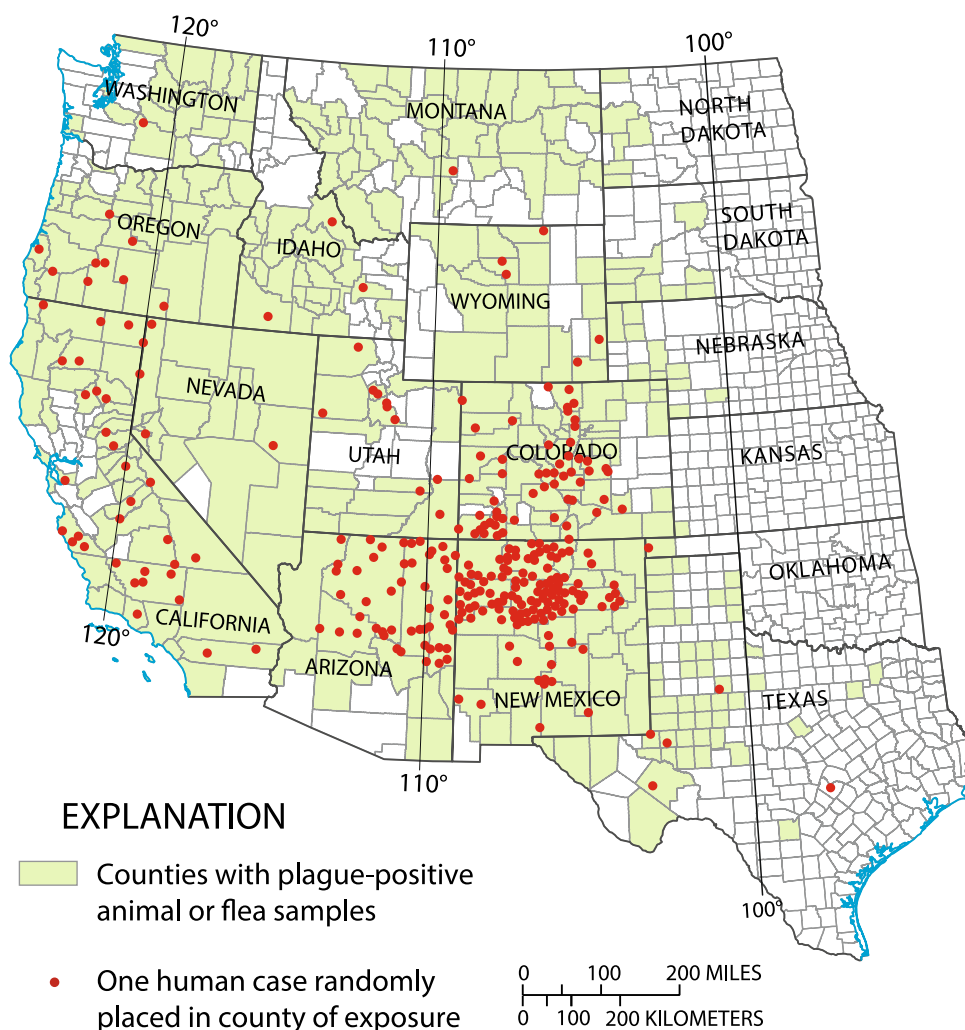 120°
110°
100°
WASHINGTON
MONTANA
NORTH
DAKOTA
OREGON
IDAHO
SOUTH
DAKOTA
WYOMING
NEBRASKA
NEVADA
UTAH
COLORADO
KANSAS
OKLAHOMA
CALIFORNIA
120°
ARIZONA
NEW MEXICO
TEXAS
110°
100°
EXPLANATION
Counties with plague-positive
animal or flea samples
One human case randomly
placed in county of exposure
0 100 200 MILES
0 100 200 KILOMETERS